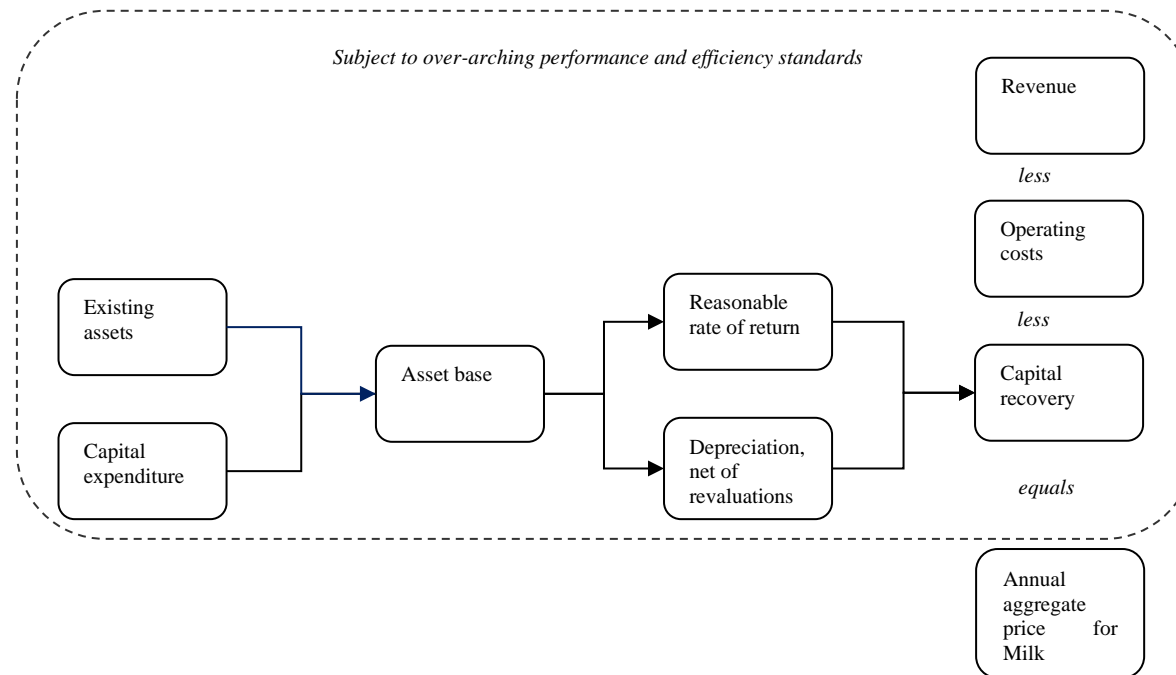 Subject to over-arching performance and efficiency standards
Revenue
less
Operating
costs
less
Existing
assets
Capital
expenditure
Asset base
Reasonable
rate of return
Depreciation,
net of
revaluations
Capital
recovery
equals
Annual
aggregate
price for
Milk